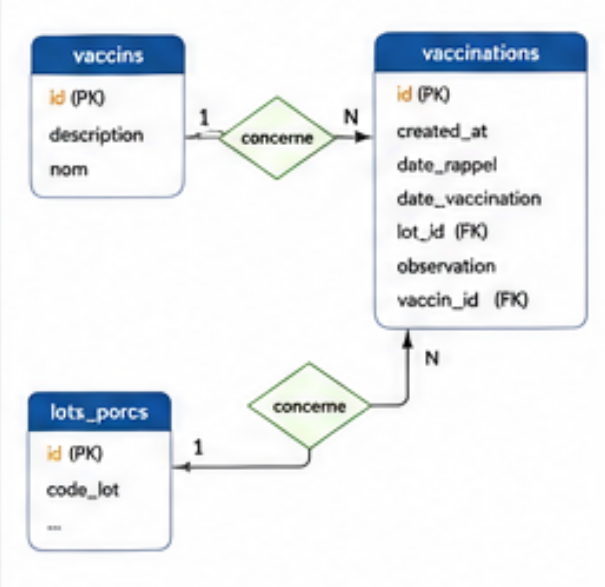 vaccins
id (PK)
description
nom
1
concerne
N
vaccinations
id (PK)
created_at
date_rappel
date_vaccination
lot_id (FK)
observation
vaccin_id (FK)
N
concerne
1
lots_porcs
id (PK)
code_lot
...